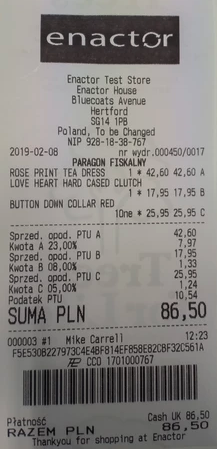 enactor
Enactor Test Store
Enactor House
Bluecoats Avenue
Hertford
SG14 1PB
Poland, To be Changed
NIP 928-18-38-767
2019-02-08 nr wydr.000450/0017
PARAGON FISKALNY
ROSE PRINT TEA DRESS 1 * 42,60 42,60 A
LOVE HEART HARD CASED CLUTCH
1 * 17,95 17,95 B
BUTTON DOWN COLLAR RED
10ne * 25,95 25,95 C
Sprzed. opod. PTU A 42,60
Kwota A 23,00% 7,97
Sprzed. opod. PTU B 17,95
Kwota B 08,00% 1,33
Sprzed. opod. PTU C 25,95
Kwota C 05,00% 1,24
Podatek PTU 10,54
SUMA PLN 86,50
000003 #1 Mike Carrell 12:23
F5E530B227973C4E4BF814EF858E82CBF32C561A
CCO 1701000767
Płatność Cash UK 86,50
RAZEM PLN 86,50
Thankyou for shopping at Enactor